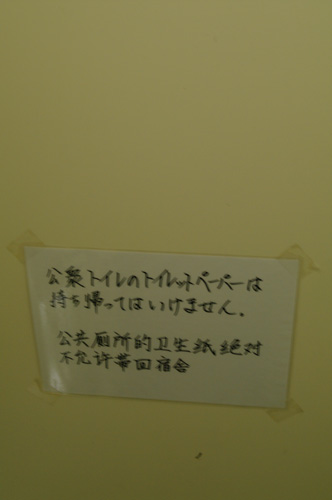 公衆トイレのトイレットペーパーは
持ち帰ってはいけません.
公共厕所的卫生纸绝对
不允许带回宿舍